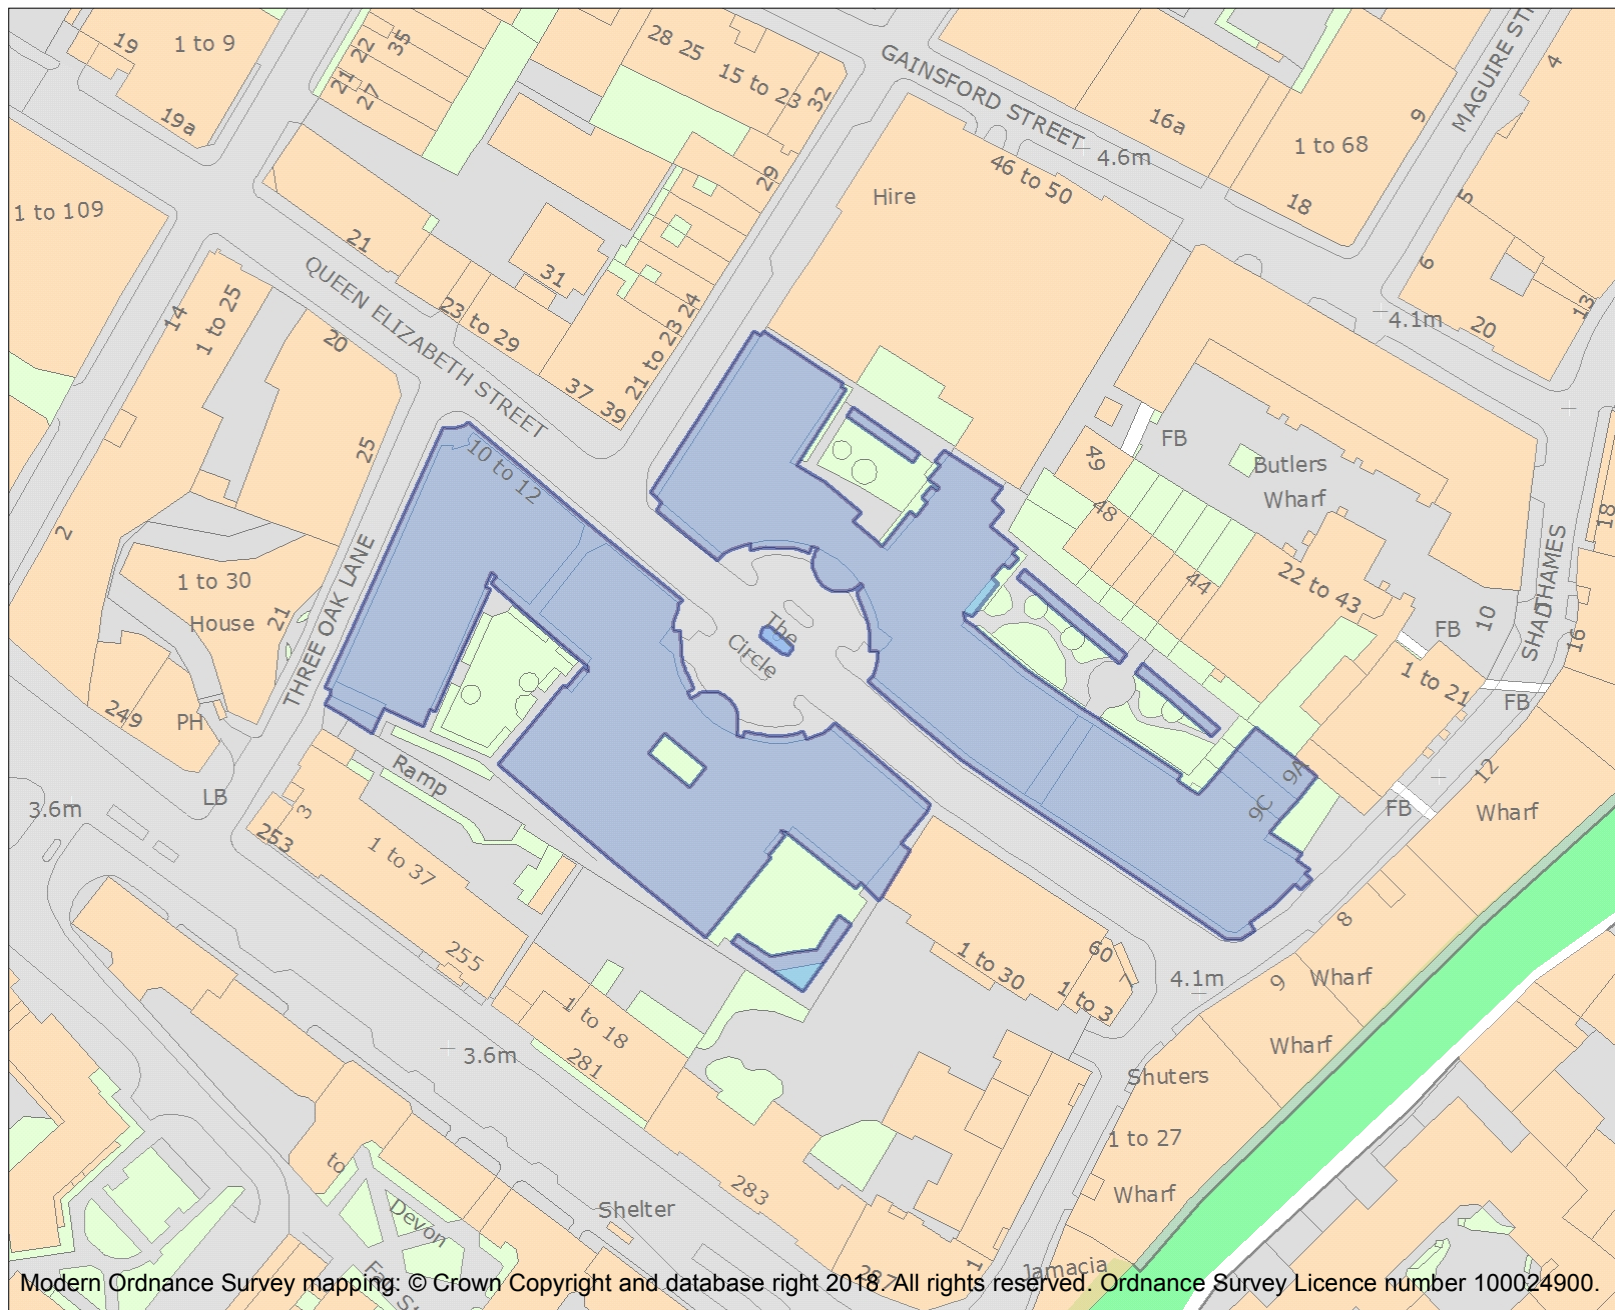 19
1 to 9
19a
22
35
21
27
28 25
15 to 23
32
GAINSFORD STREET
4.6m
16a
MAGUIRE
9
4
1 to 68
18
46 to 50
Hire
29
5
6
13
20
4.1m
1 to 109
21
31
14
1 to 25
20
QUEEN ELIZABETH STREET
23 to 29
37
39
21 to 23 24
25
10 to 12
2
49
FB
Butlers
Wharf
48
44
22 to 43
18
SHAD THAMES
10
16
FB
1 to 21
FB
12
FB
Wharf
9A
9C
8
The
Circle
1 to 30
House
21
THREE OAK LANE
249
PH
LB
3.6m
Ramp
3
253
1 to 37
255
1 to 30
60
7
1 to 3
4.1m
9
Wharf
Wharf
1 to 18
281
3.6m
Shuters
1 to 27
Wharf
283
Shelter
to
Devon
287
1
Jamacia
Modern Ordnance Survey mapping: © Crown Copyright and database right 2018. All rights reserved. Ordnance Survey Licence number 100024900.